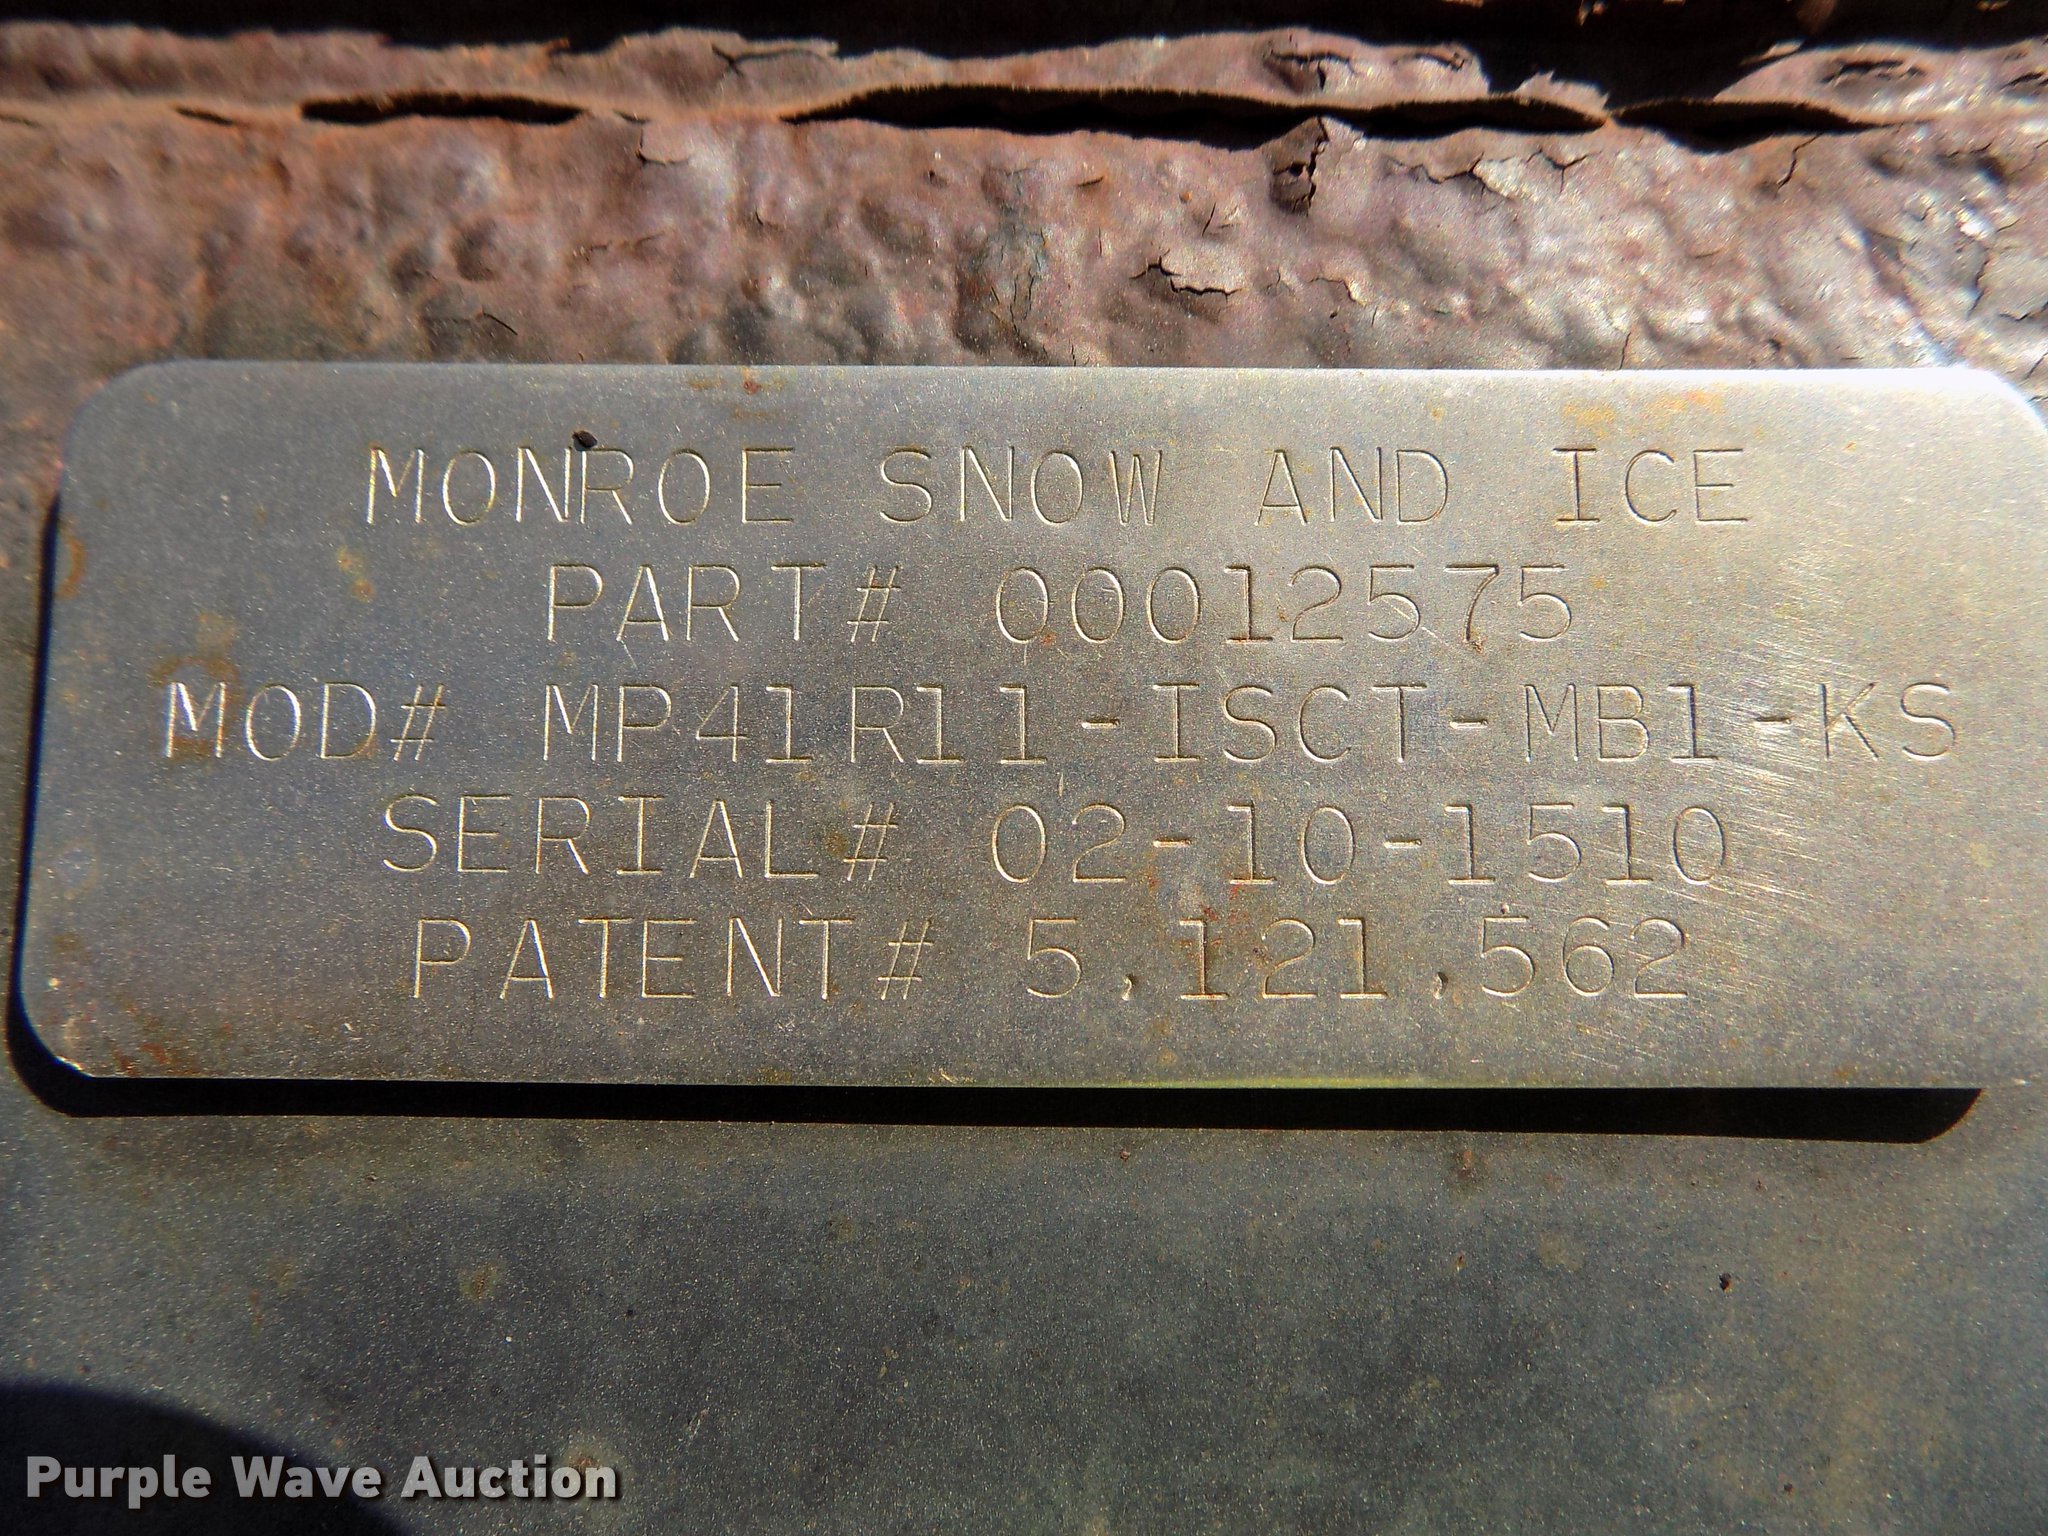 MONROE SNOW AND ICE
PART# 00012575
MOD# MP41R11-ISCT-MB1-KS
SERIAL# 02-10-1510
PATENT# 5,121,562
Purple Wave Auction